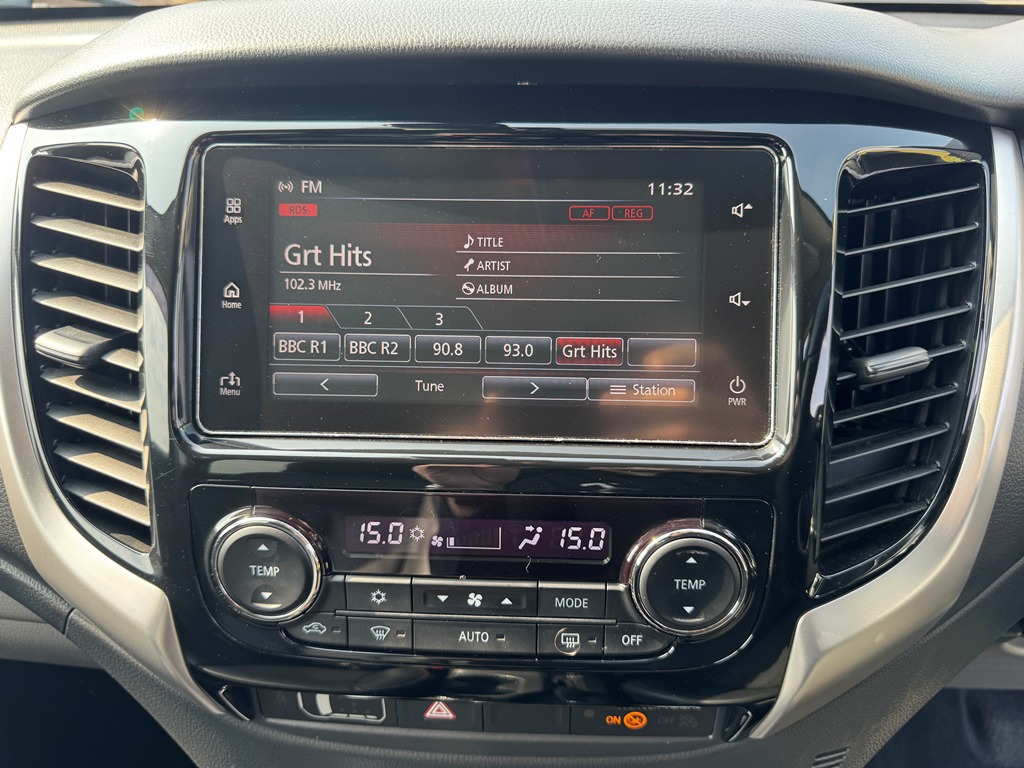 FM 11:32
RDS AF REG
Apps
Grt Hits
TITLE
ARTIST
102.3 MHz
ALBUM
Home
1 2 3
BBC R1 BBC R2 90.8 93.0 Grt Hits
Menu
< Tune > Station
PWR
15.0 15.0
TEMP
TEMP
MODE
AUTO
OFF
ON OFF